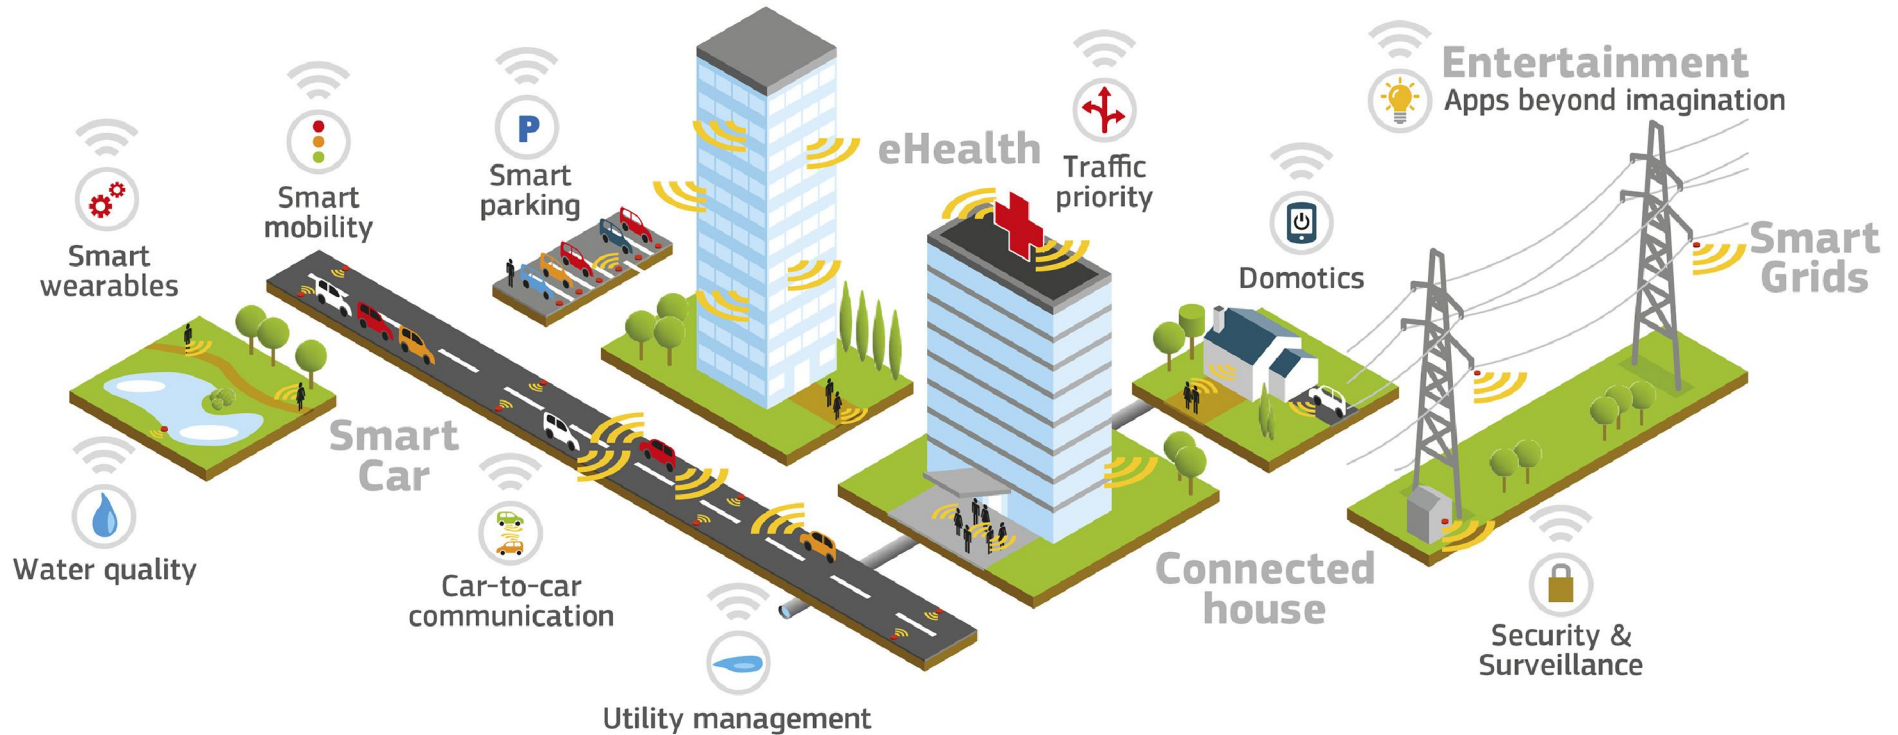 Entertainment
Apps beyond imagination
P
eHealth
Traffic
priority
Smart
parking
Smart
mobility
Smart
wearables
Domotics
Smart
Grids
Smart
Car
Water quality
Car-to-car
communication
Connected
house
Security &
Surveillance
Utility management